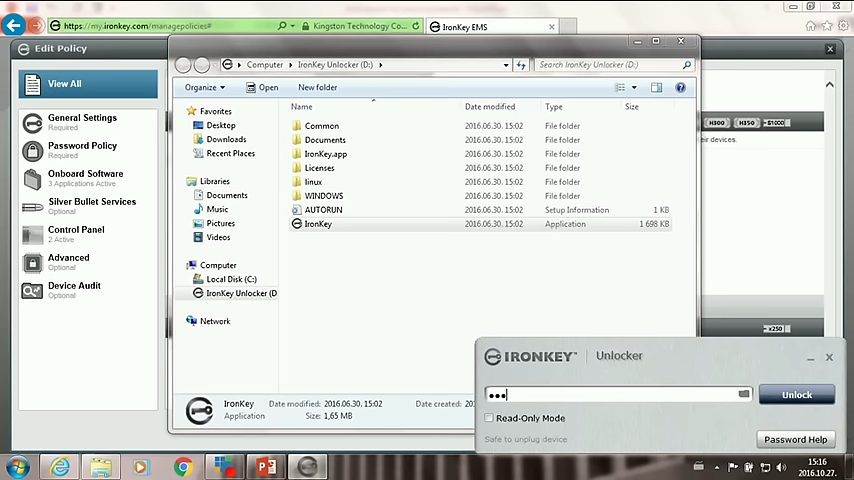 https://my.ironkey.com/managepolicies#
Kingston Technology Co...
IronKey EMS
Edit Policy
View All
General Settings
Required
Password Policy
Required
Onboard Software
3 Applications Active
Silver Bullet Services
Optional
Control Panel
2 Active
Advanced
Optional
Device Audit
Optional
Computer
IronKey Unlocker (D:)
Search IronKey Unlocker (D:)
Organize
Open
New folder
Favorites
Desktop
Downloads
Recent Places
Libraries
Documents
Music
Pictures
Videos
Computer
Local Disk (C:)
IronKey Unlocker (D
Network
Name Date modified Type Size
Common 2016.06.30. 15:02 File folder
Documents 2016.06.30. 15:02 File folder
IronKey.app 2016.06.30. 15:02 File folder
Licenses 2016.06.30. 15:02 File folder
linux 2016.06.30. 15:02 File folder
WINDOWS 2016.06.30. 15:02 File folder
AUTORUN 2016.06.30. 15:02 Setup Information 1 KB
IronKey 2016.06.30. 15:02 Application 1 698 KB
IronKey Date modified: 2016.06.30. 15:02 Date created: 20
Application Size: 1,65 MB
H300 H350 S1000
their devices.
x250
IRONKEY™ Unlocker
Unlock
Read-Only Mode
Safe to unplug device
Password Help
15:16
2016.10.27.